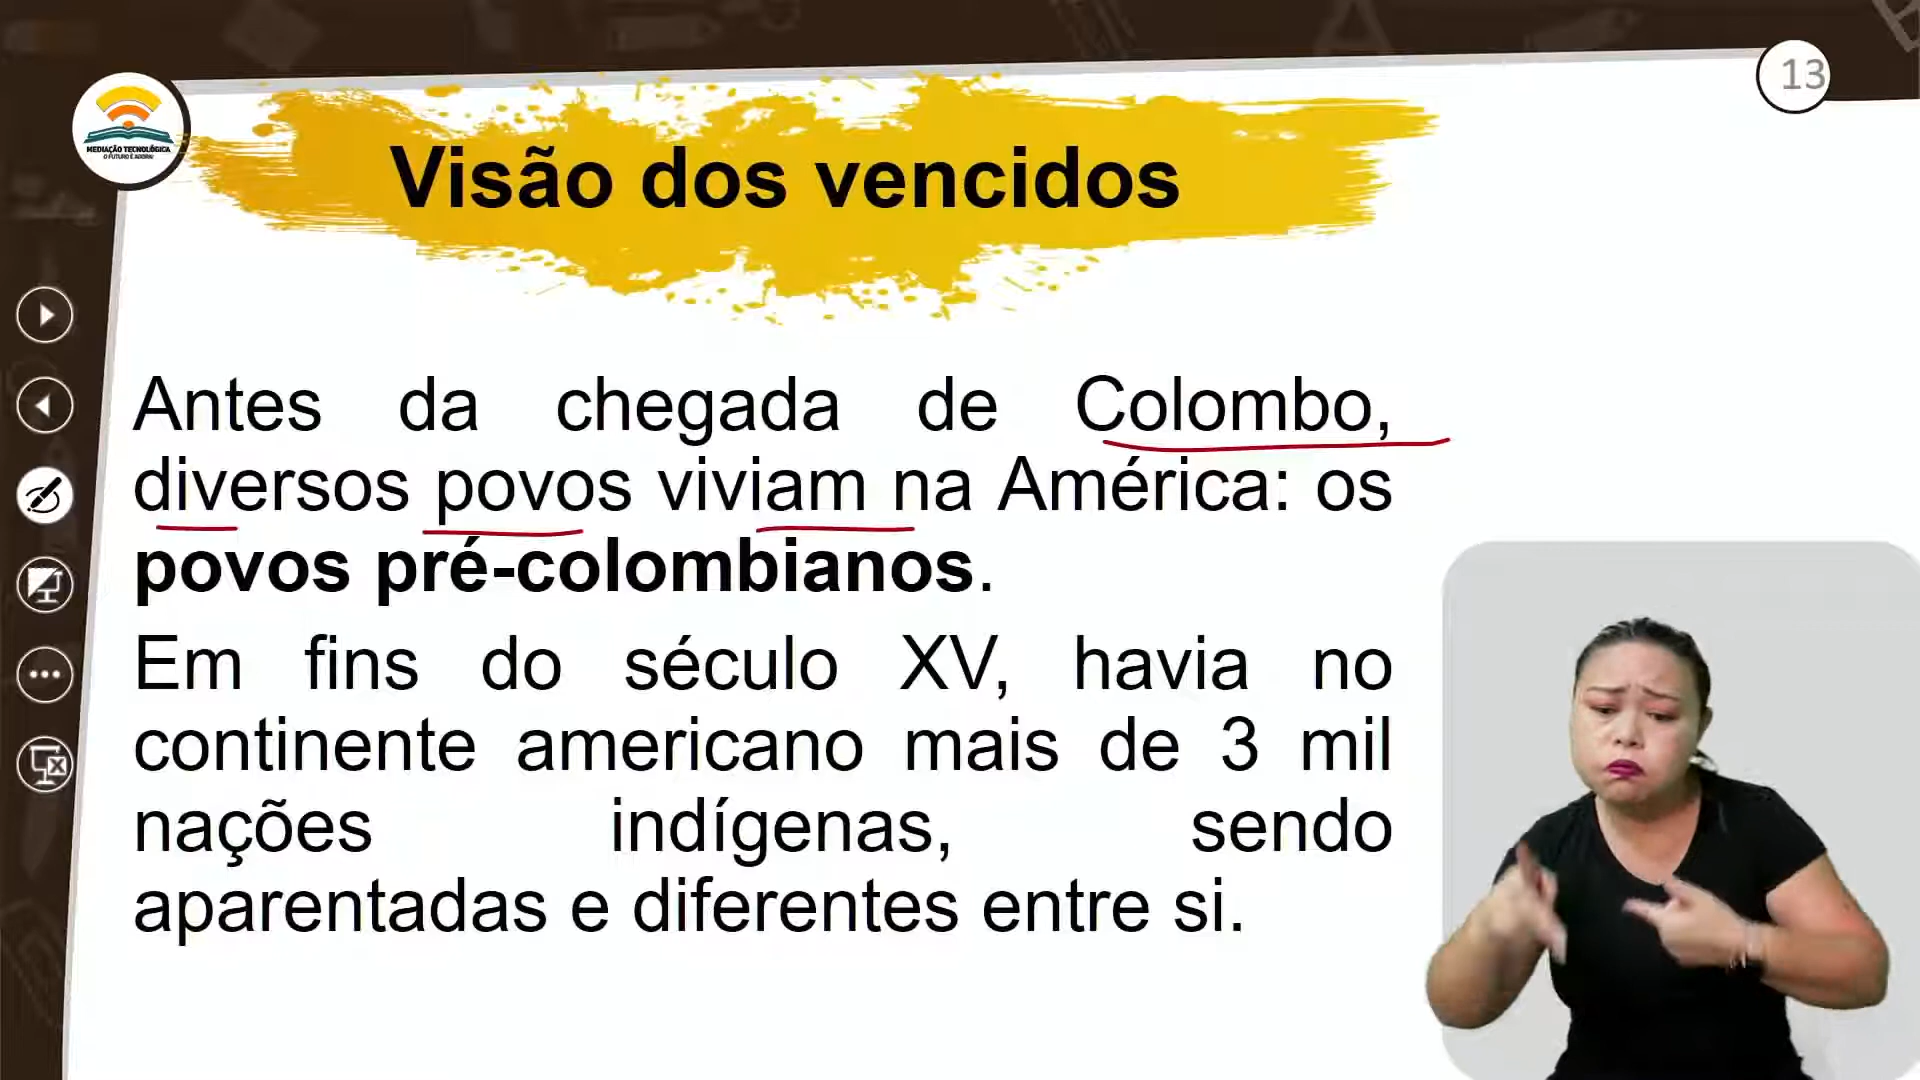 13
MEDIAÇÃO TECNOLÓGICA
O FUTURO É AGORA!
Visão dos vencidos
Antes da chegada de Colombo,
diversos povos viviam na América: os
povos pré-colombianos.
Em fins do século XV, havia no
continente americano mais de 3 mil
nações indígenas, sendo
aparentadas e diferentes entre si.